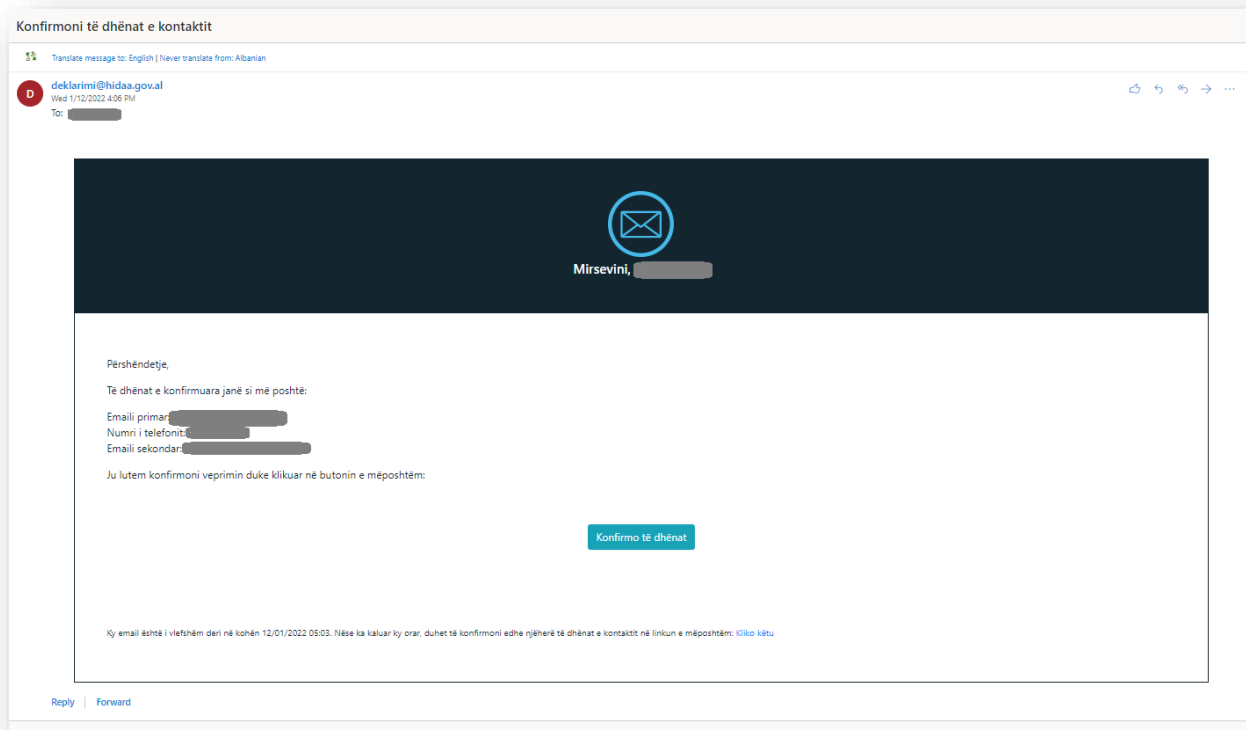 Konfirmoni të dhënat e kontaktit
Translate message to: English | Never translate from: Albanian
D
deklarimi@hidaa.gov.al
Wed 1/12/2022 4:06 PM
To:
Mirsevini,
Përshëndetje,
Të dhënat e konfirmuara janë si më poshtë:
Emaili primar:
Numri i telefonit:
Emaili sekondar:
Ju lutem konfirmoni veprimin duke klikuar në butonin e mëposhtëm:
Konfirmo të dhënat
Ky email është i vlefshëm deri në kohën 12/01/2022 05:03. Nëse ka kaluar ky orar, duhet të konfirmoni edhe njëherë të dhënat e kontaktit në linkun e mëposhtëm: Kliko këtu
Reply | Forward